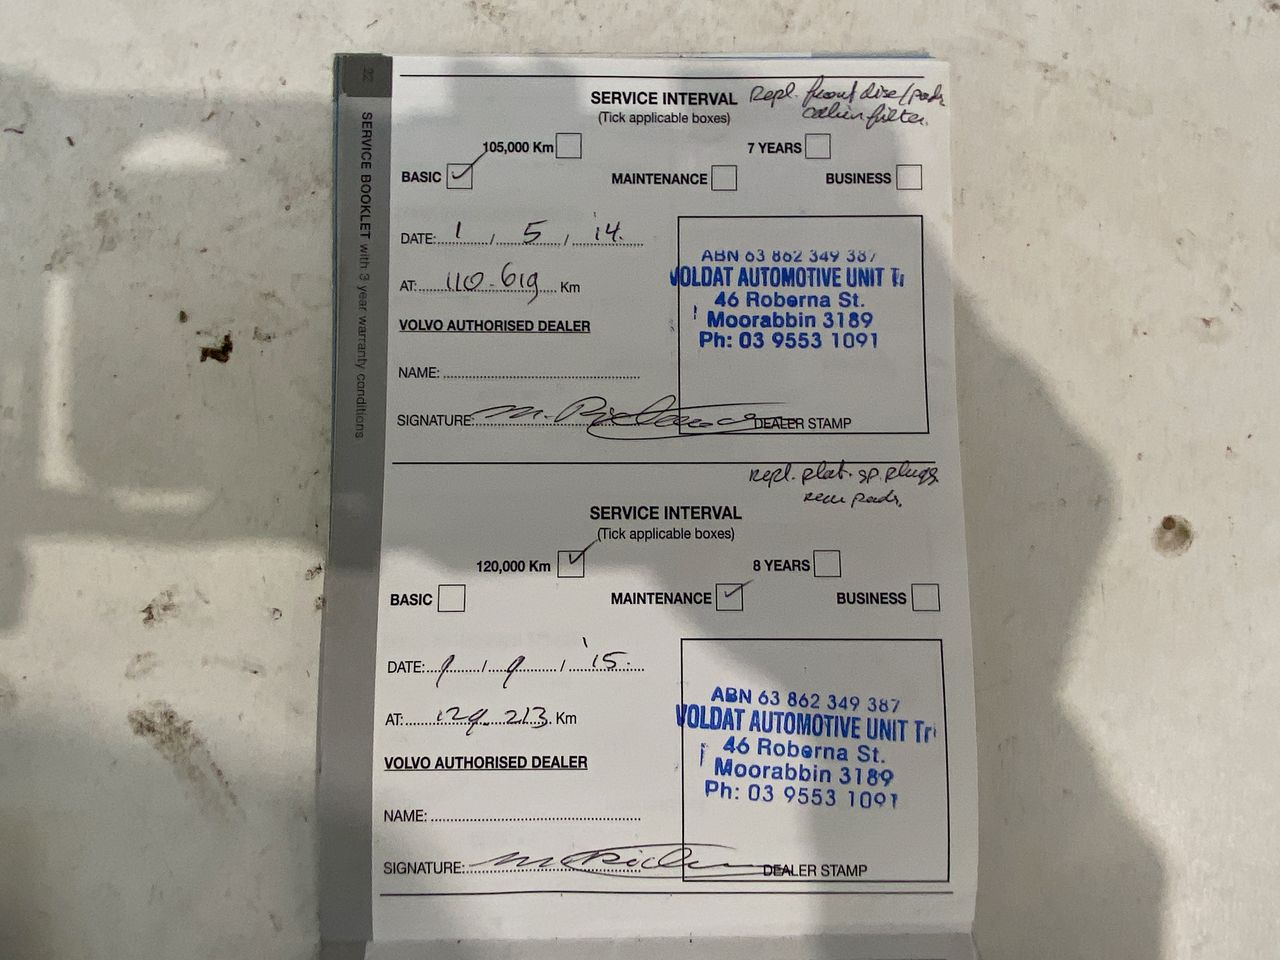 22
SERVICE BOOKLET with 3 year warranty conditions
SERVICE INTERVAL
(Tick applicable boxes)
Repl. front disc/pads
cabin filter.
105,000 Km
7 YEARS
BASIC ✓
MAINTENANCE
BUSINESS
DATE: 1 / 5 / '14.
AT: 110.619 Km
VOLVO AUTHORISED DEALER
NAME:
SIGNATURE:
ABN 63 862 349 387
VOLDAT AUTOMOTIVE UNIT Tr
46 Roberna St.
Moorabbin 3189
Ph: 03 9553 1091
DEALER STAMP
repl. plat. sp. plugs
rear pads.
SERVICE INTERVAL
(Tick applicable boxes)
120,000 Km ✓
8 YEARS
BASIC
MAINTENANCE ✓
BUSINESS
DATE: 9 / 9 / '15.
AT: 129.213 Km
VOLVO AUTHORISED DEALER
NAME:
SIGNATURE:
ABN 63 862 349 387
VOLDAT AUTOMOTIVE UNIT Tr
46 Roberna St.
Moorabbin 3189
Ph: 03 9553 1091
DEALER STAMP